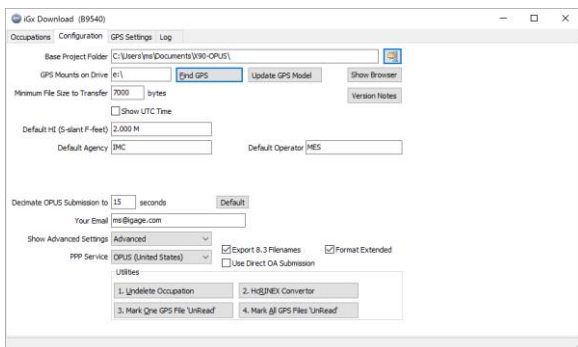 iGx Download (B9540)
Occupations Configuration GPS Settings Log
Base Project Folder C:\Users\ms\Documents\X90-OPUS\
GPS Mounts on Drive e:\ Find GPS Update GPS Model Show Browser
Minimum File Size to Transfer 7000 bytes Version Notes
Show UTC Time
Default HI (S-slant F-feet) 2.000 M
Default Agency IMC Default Operator MES
Decimate OPUS Submission to 15 seconds Default
Your Email ms@igage.com
Show Advanced Settings Advanced Export 8.3 Filenames Format Extended
PPP Service OPUS (United States) Use Direct OA Submission
Utilities
1. Undelete Occupation 2. HcRINEX Convertor
3. Mark One GPS File 'UnRead' 4. Mark All GPS Files 'UnRead'